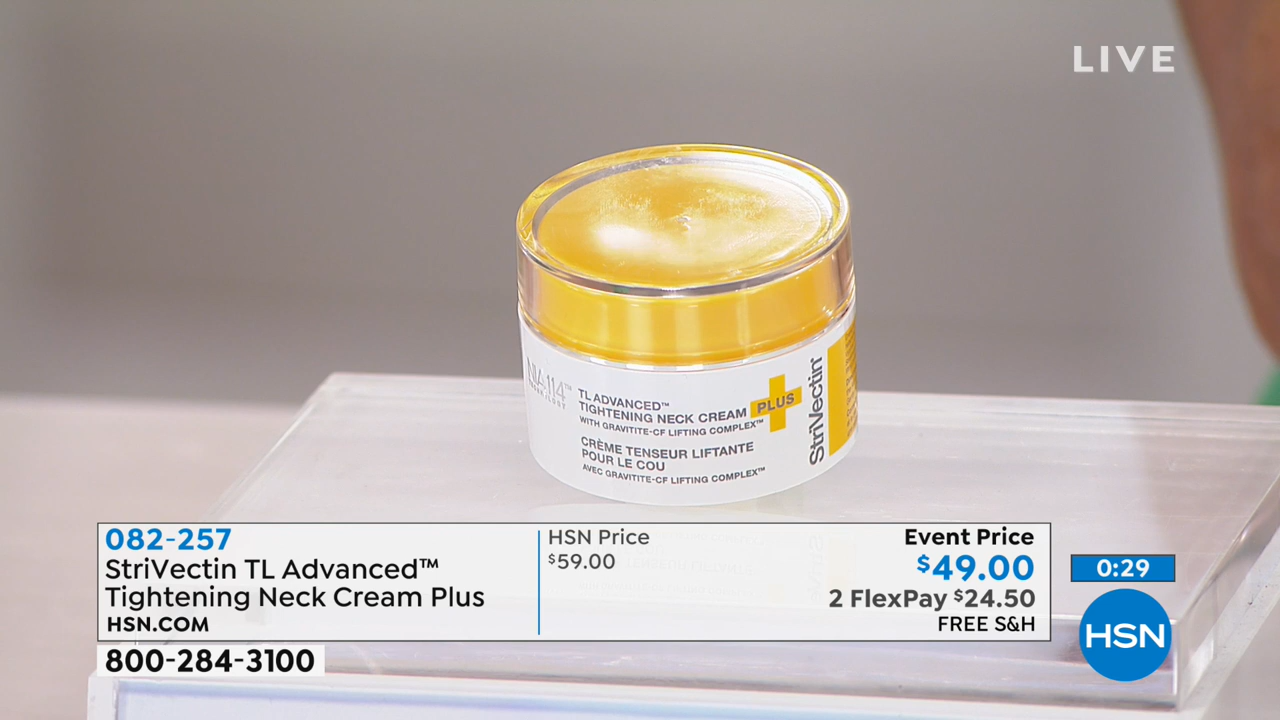 LIVE
NIA·114™
TL ADVANCED™
TIGHTENING NECK CREAM PLUS
WITH GRAVITITE-CF LIFTING COMPLEX™
CRÈME TENSEUR LIFTANTE
POUR LE COU
AVEC GRAVITITE-CF LIFTING COMPLEX™
StriVectin®
082-257
StriVectin TL Advanced™
Tightening Neck Cream Plus
HSN.COM
HSN Price
$59.00
Event Price
$49.00
2 FlexPay $24.50
FREE S&H
0:29
HSN
800-284-3100